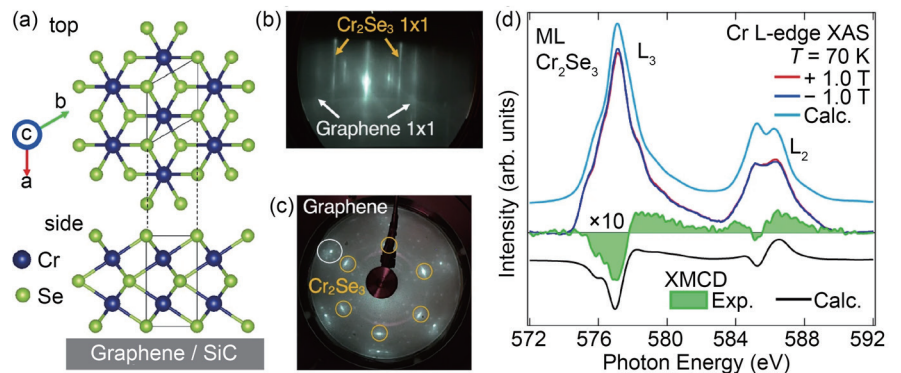 (a)
top
b
c
a
side
Cr
Se
Graphene / SiC
(b)
Cr₂Se₃ 1x1
Graphene 1x1
(c)
Graphene
Cr₂Se₃
(d)
ML
Cr₂Se₃
L₃
Cr L-edge XAS
T = 70 K
+ 1.0 T
− 1.0 T
Calc.
L₂
×10
XMCD
Exp.
Calc.
Intensity (arb. units)
572 576 580 584 588 592
Photon Energy (eV)